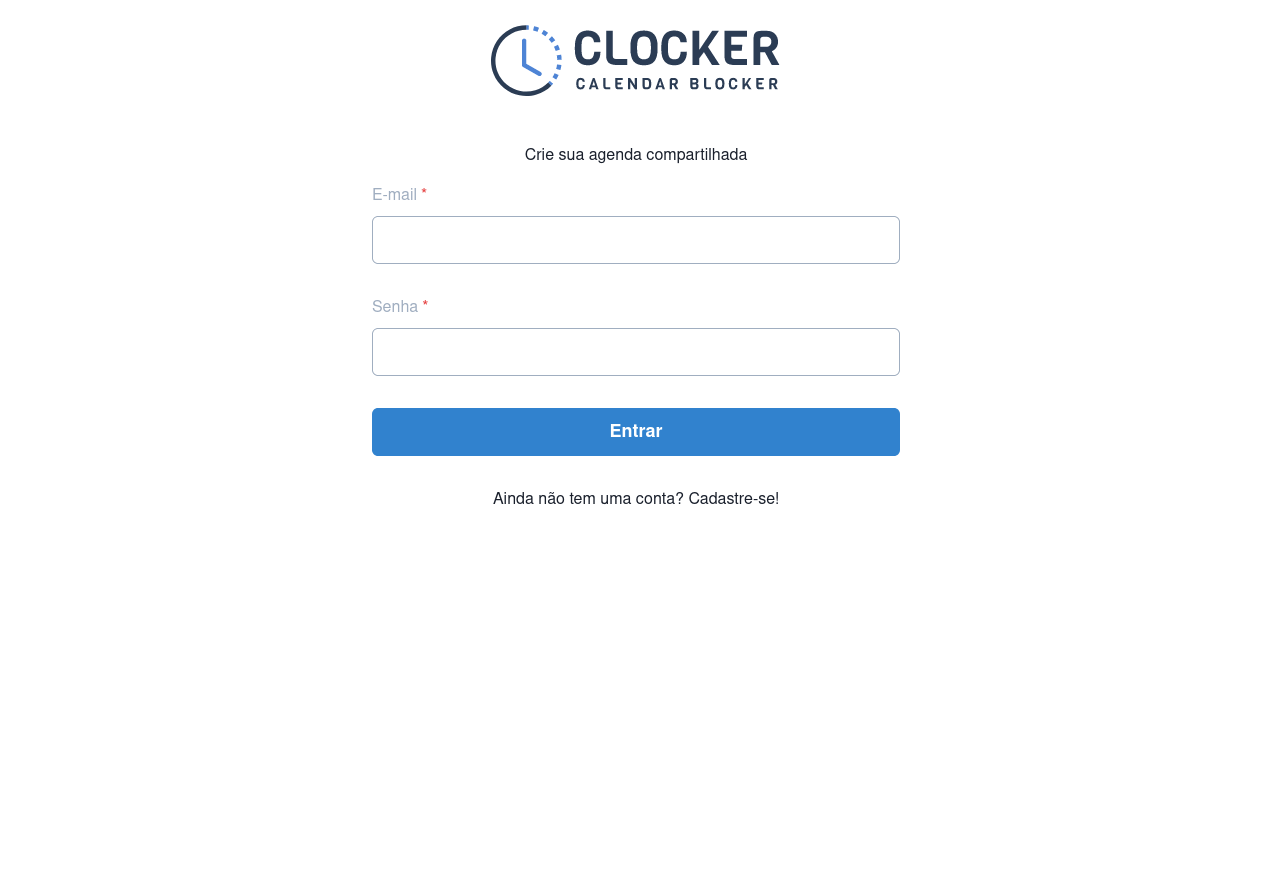 CLOCKER
CALENDAR BLOCKER
Crie sua agenda compartilhada
E-mail *
Senha *
Entrar
Ainda não tem uma conta? Cadastre-se!